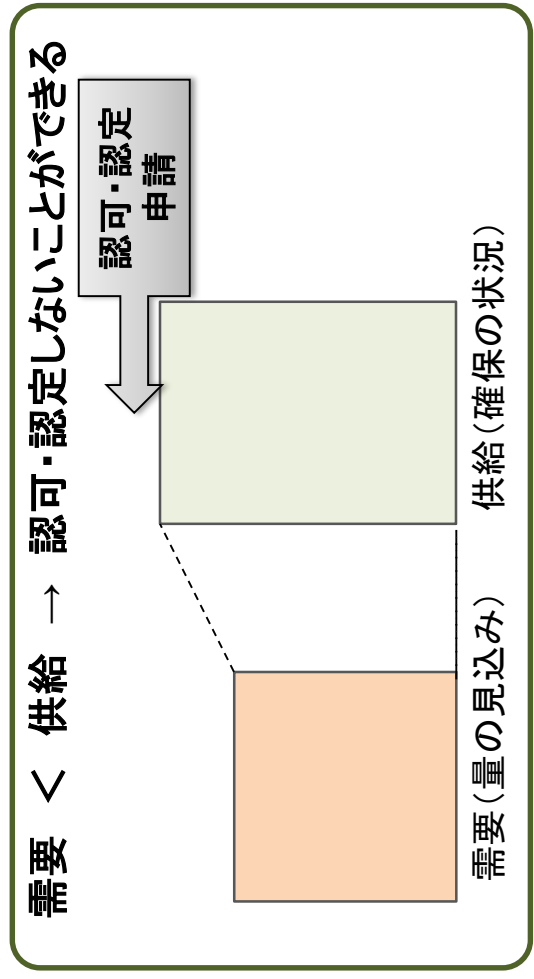 需要 ＜ 供給 → 認可・認定しないことができる
認可・認定
申請
需要（量の見込み）
供給（確保の状況）